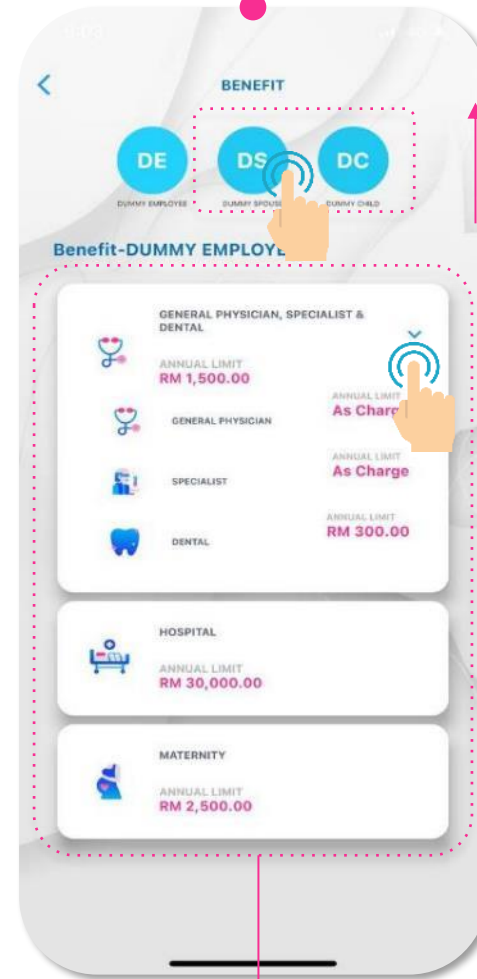 BENEFIT
DE
DS
DC
DUMMY EMPLOYEE
DUMMY SPOUSE
DUMMY CHILD
Benefit-DUMMY EMPLOYE
GENERAL PHYSICIAN, SPECIALIST &
DENTAL
ANNUAL LIMIT
RM 1,500.00
GENERAL PHYSICIAN
ANNUAL LIMIT
As Charg
SPECIALIST
ANNUAL LIMIT
As Charge
DENTAL
ANNUAL LIMIT
RM 300.00
HOSPITAL
ANNUAL LIMIT
RM 30,000.00
MATERNITY
ANNUAL LIMIT
RM 2,500.00